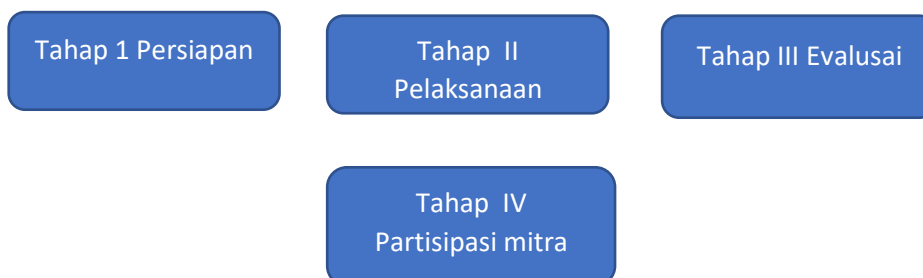 Tahap 1 Persiapan
Tahap II
Pelaksanaan
Tahap III Evalusai
Tahap IV
Partisipasi mitra